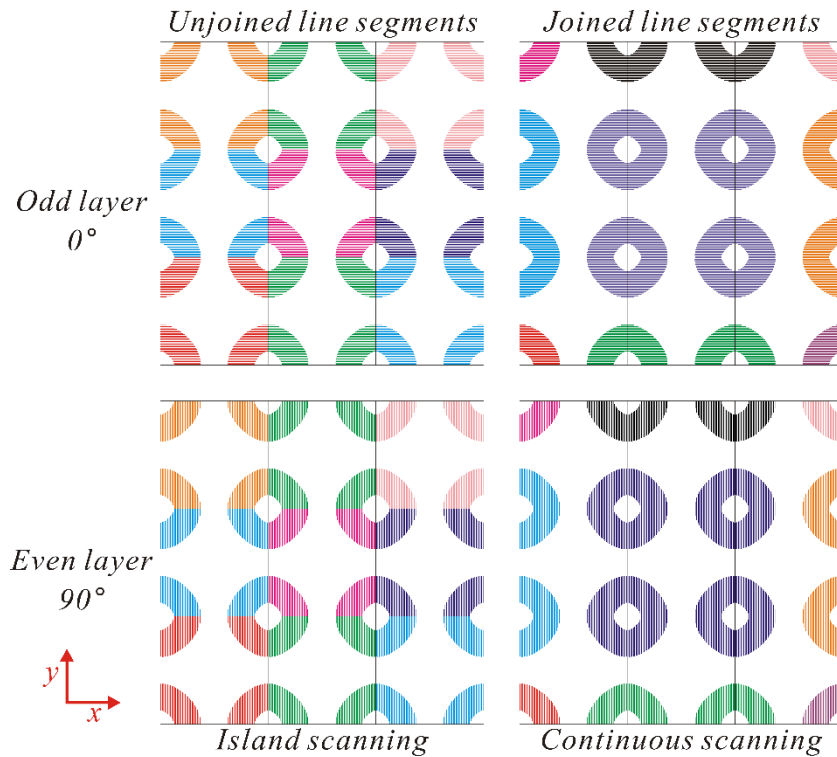 Unjoined line segments
Joined line segments
Odd layer
0°
Even layer
90°
y
x
Island scanning
Continuous scanning